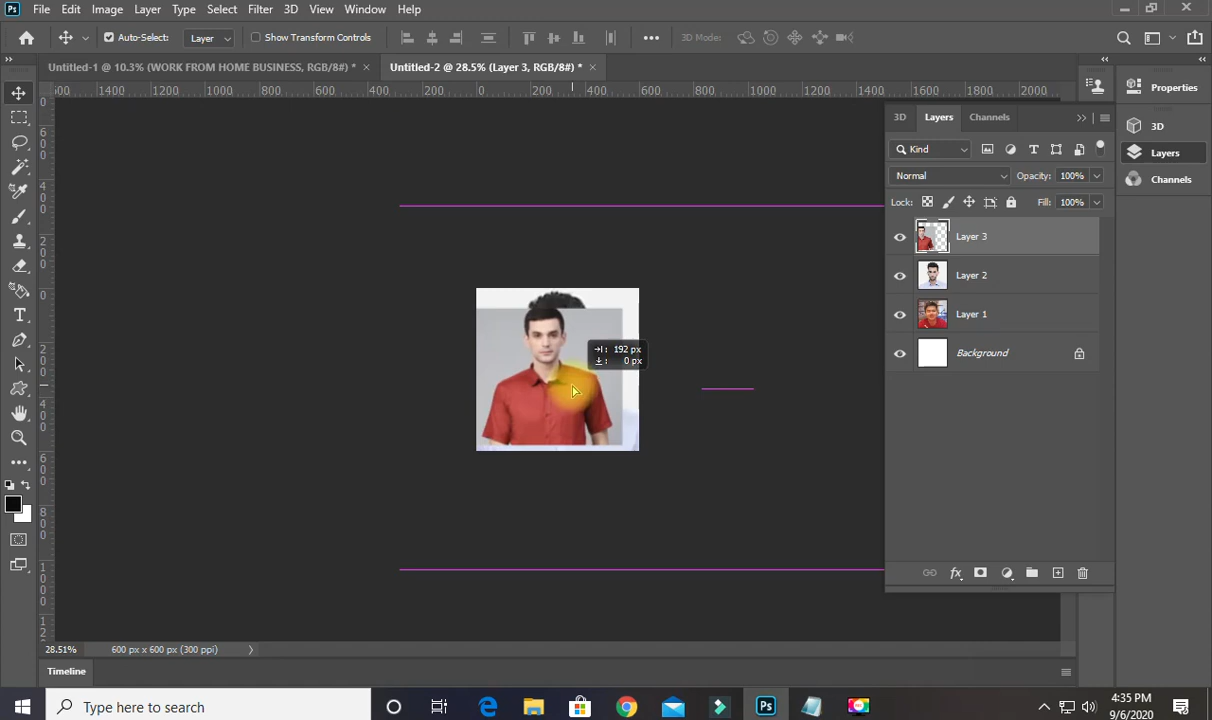 Ps File Edit Image Layer Type Select Filter 3D View Window Help
Auto-Select: Layer Show Transform Controls 3D Mode:
Untitled-1 @ 10.3% (WORK FROM HOME BUSINESS, RGB/8#) * × Untitled-2 @ 28.5% (Layer 3, RGB/8#) * ×
1400 1200 1000 800 600 400 200 0 200 400 600 800 1000 1200 1400 1600 1800 2000
3D Layers Channels
Properties
3D
Layers
Channels
Kind
Normal Opacity: 100%
Lock: Fill: 100%
Layer 3
Layer 2
Layer 1
Background
192 px
0 px
28.51% 600 px x 600 px (300 ppi)
Timeline
Type here to search
Ps
4:35 PM
9/6/2020